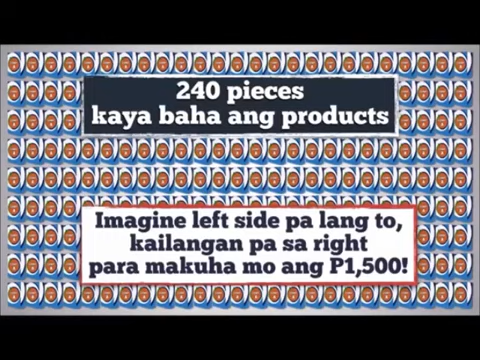 240 pieces
kaya baha ang products
Imagine left side pa lang to,
kailangan pa sa right
para makuha mo ang P1,500!